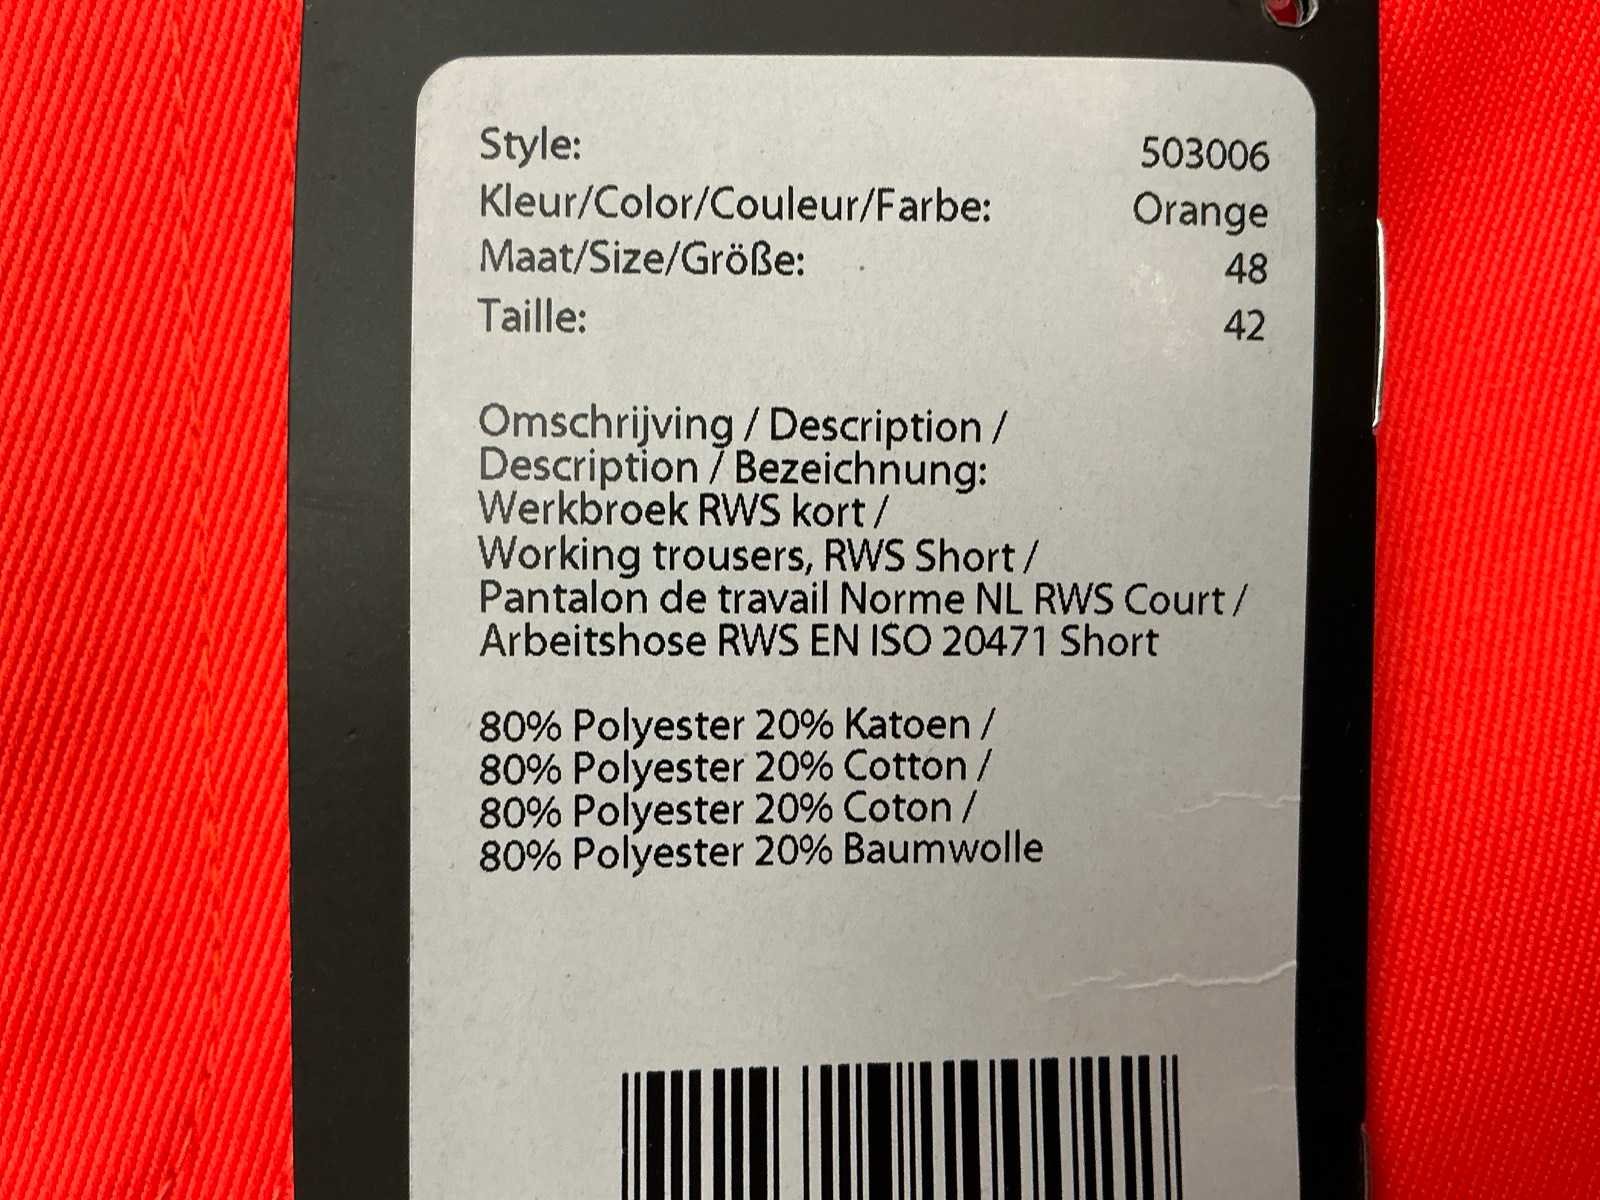 Style: 503006
Kleur/Color/Couleur/Farbe: Orange
Maat/Size/Größe: 48
Taille: 42
Omschrijving / Description /
Description / Bezeichnung:
Werkbroek RWS kort /
Working trousers, RWS Short /
Pantalon de travail Norme NL RWS Court /
Arbeitshose RWS EN ISO 20471 Short
80% Polyester 20% Katoen /
80% Polyester 20% Cotton /
80% Polyester 20% Coton /
80% Polyester 20% Baumwolle